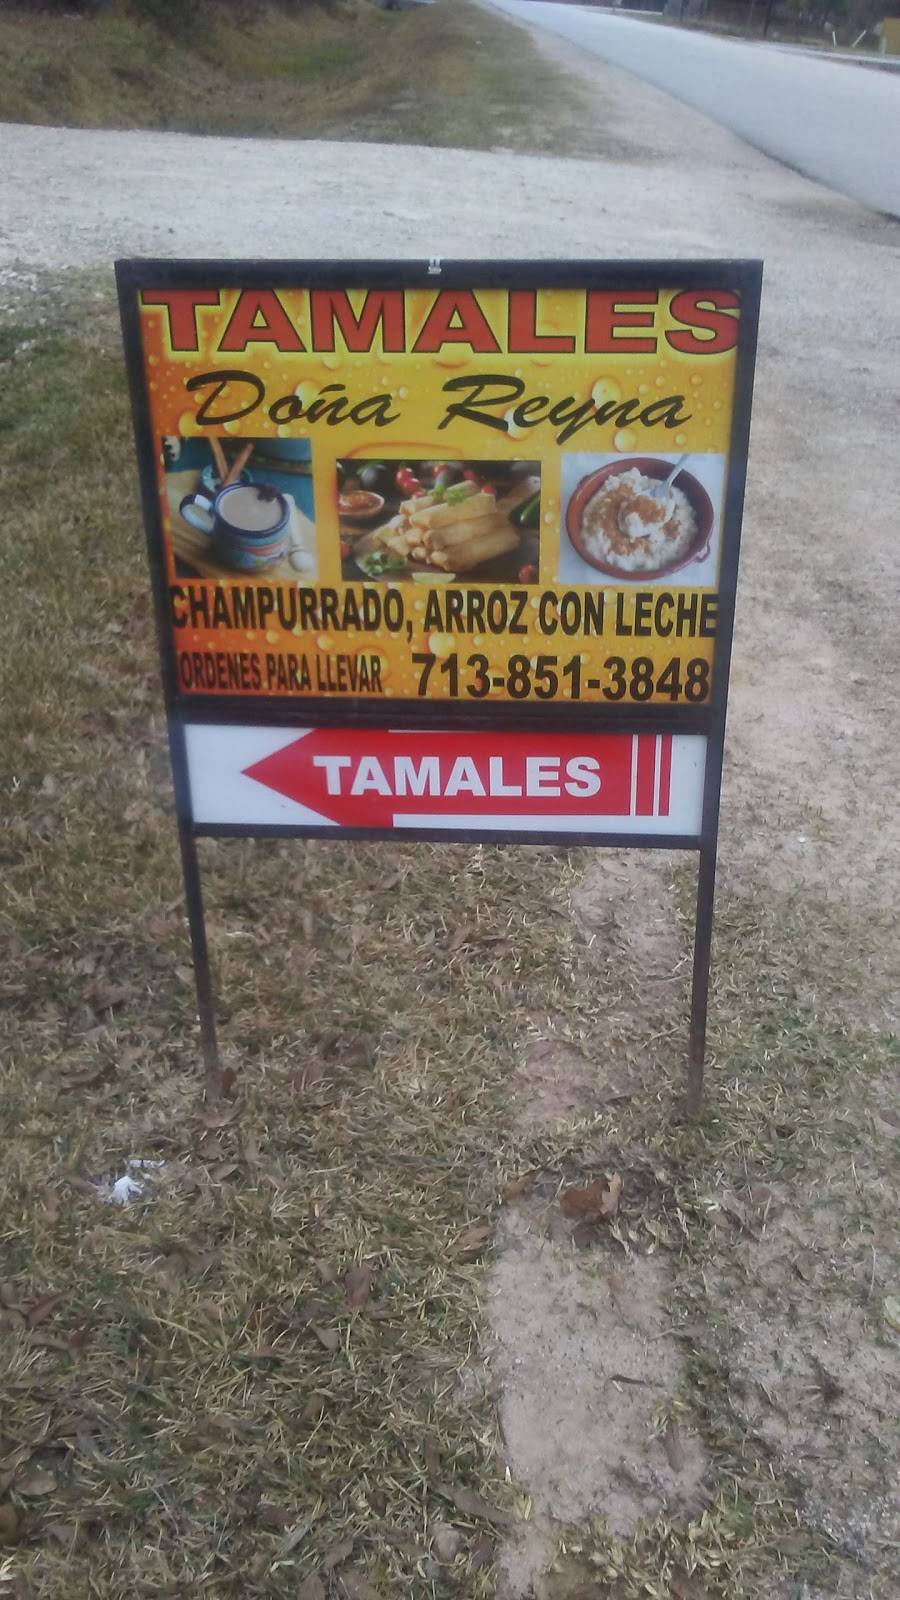 TAMALES
Doña Reyna
CHAMPURRADO, ARROZ CON LECHE
ORDENES PARA LLEVAR 713-851-3848
TAMALES